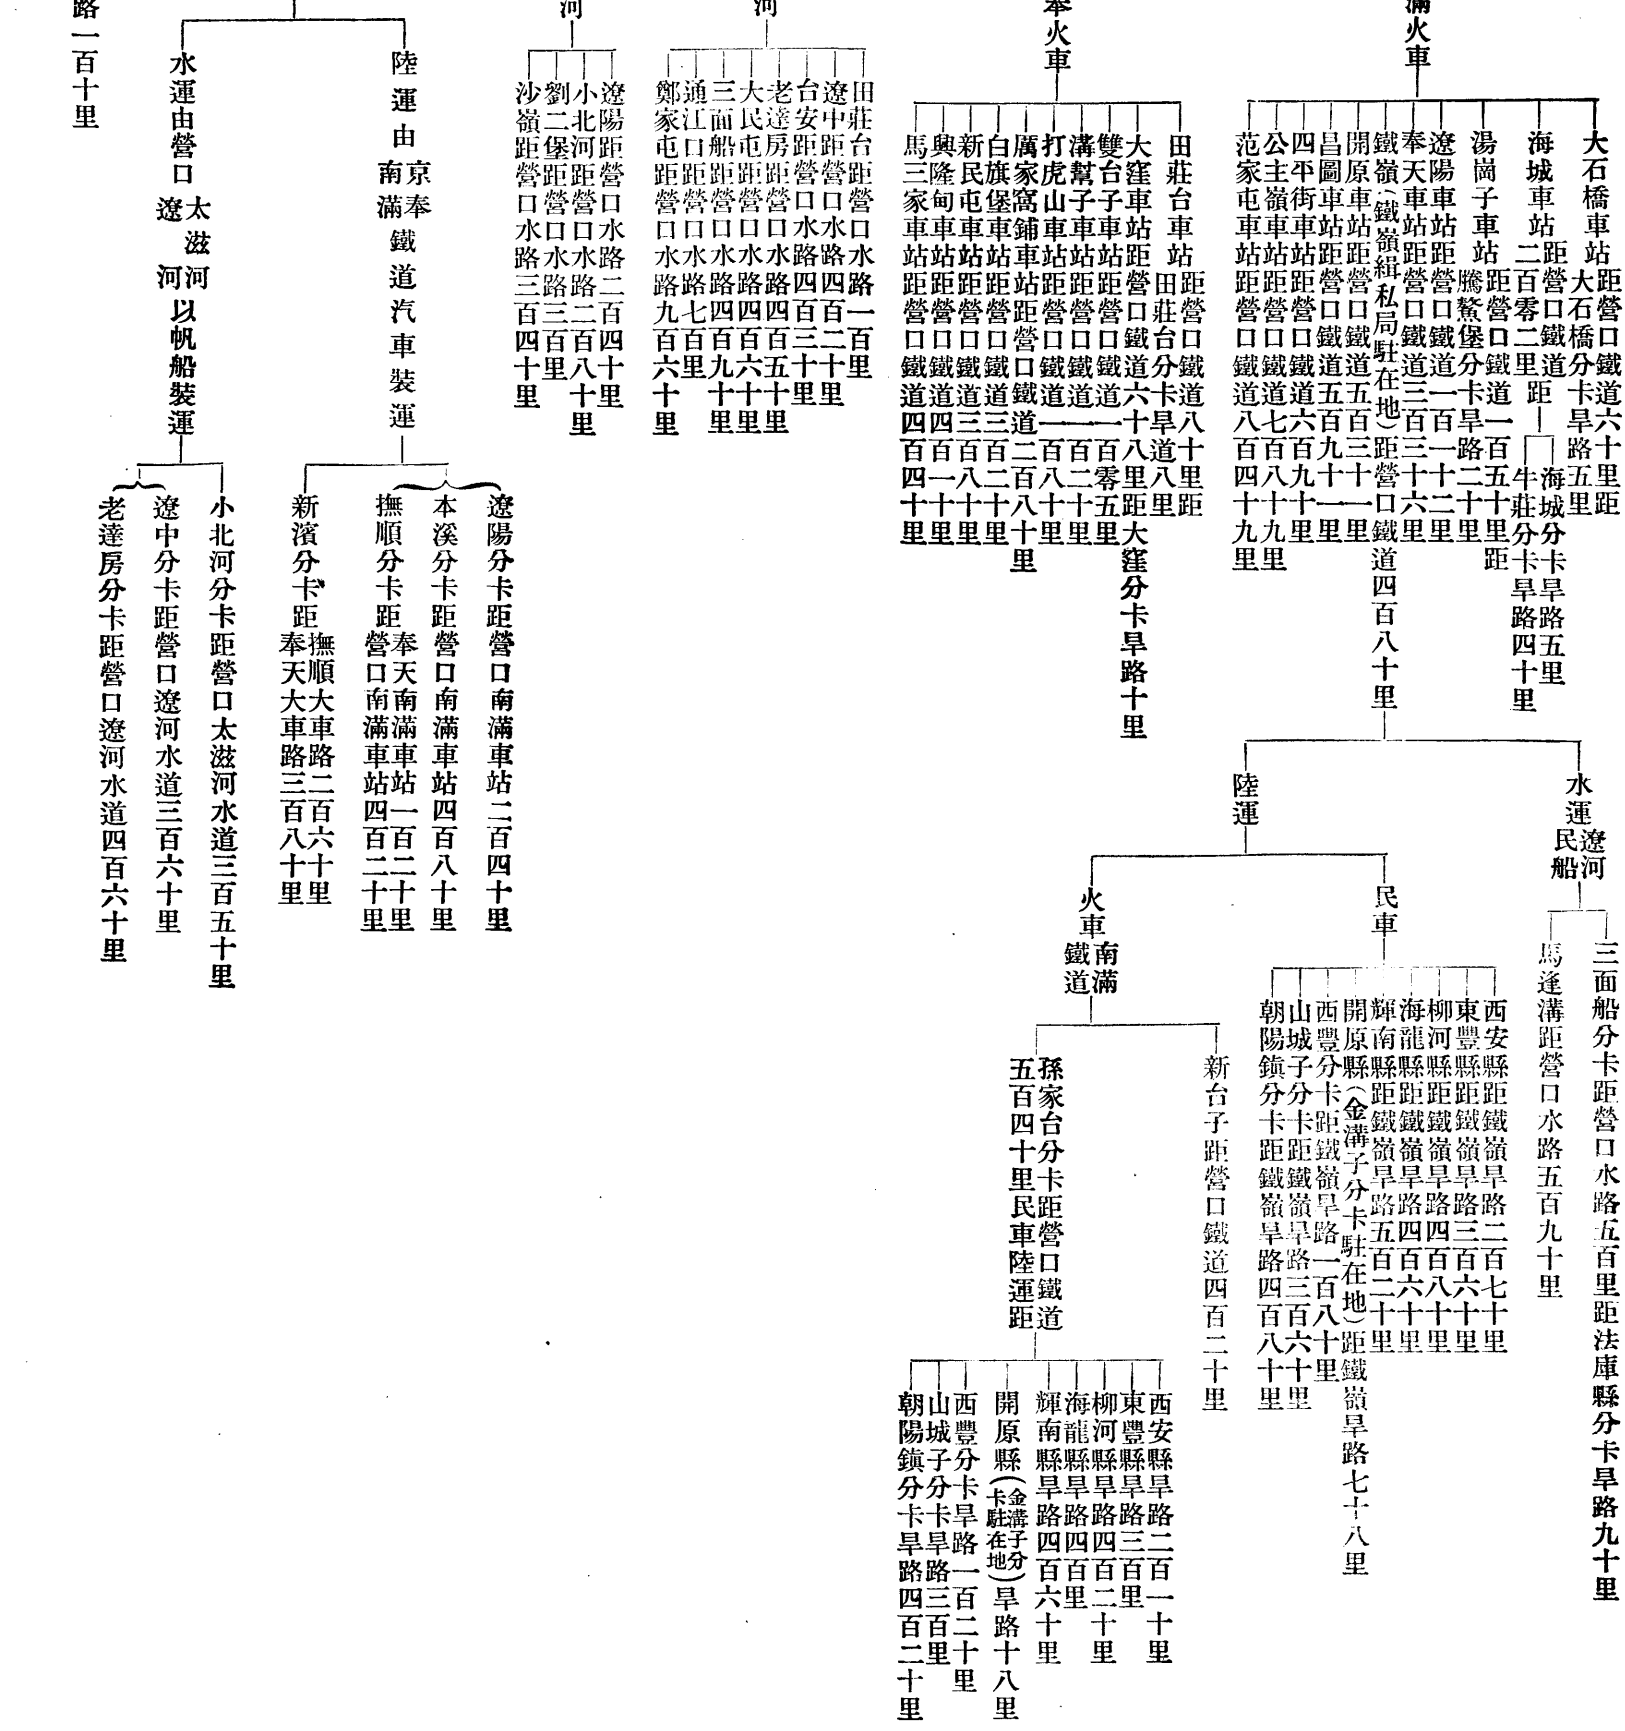 滿火車
大石橋車站距營口鐵道六十里距大石橋分卡旱路五里
海城車站距營口鐵道二百零二里距
海城分卡旱路五里
牛莊分卡旱路四十里
湯崗子車站距營口鐵道一百五十里距騰鰲堡分卡旱路二十里
遼陽車站距營口鐵道一百一十二里
奉天車站距營口鐵道三百三十六里
鐵嶺(鐵嶺緝私局駐在地)距營口鐵道四百八十里
開原車站距營口鐵道五百三十一里
昌圖車站距營口鐵道五百九十一里
四平街車站距營口鐵道六百九十里
公主嶺車站距營口鐵道七百八十九里
范家屯車站距營口鐵道八百四十九里
水運遼河民船
三面船分卡距營口水路五百里距法庫縣分卡旱路九十里
馬逢溝距營口水路五百九十里
陸運
民車
西安縣距鐵嶺旱路二百七十里
東豐縣距鐵嶺旱路三百六十里
柳河縣距鐵嶺旱路四百八十里
海龍縣距鐵嶺旱路四百六十里
輝南縣距鐵嶺旱路五百二十里
開原縣(金溝子分卡駐在地)距鐵嶺旱路七十八里
西豐分卡距鐵嶺旱路一百八十里
山城子分卡距鐵嶺旱路三百六十里
朝陽鎮分卡距鐵嶺旱路四百八十里
火車南滿鐵道
新台子距營口鐵道四百二十里
孫家台分卡距營口鐵道五百四十里民車陸運距
西安縣旱路二百一十里
東豐縣旱路三百里
柳河縣旱路四百二十里
海龍縣旱路四百里
輝南縣旱路四百六十里
開原縣(金溝子分卡駐在地)旱路十八里
西豐分卡旱路一百二十里
山城子分卡旱路三百里
朝陽鎮分卡旱路四百二十里
奉火車
田莊台車站距營口鐵道八十里距田莊台分卡旱道八里
大窪車站距營口鐵道六十八里距大窪分卡旱路十里
雙台子車站距營口鐵道一百零五里
溝幫子車站距營口鐵道一百二十里
打虎山車站距營口鐵道一百八十里
厲家窩鋪車站距營口鐵道二百八十里
白旗堡車站距營口鐵道三百二十里
新民屯車站距營口鐵道三百八十里
興隆甸車站距營口鐵道四百一十里
馬三家車站距營口鐵道四百四十里
河
田莊台距營口水路一百里
遼中距營口水路四百二十里
台安距營口水路四百三十里
老達房距營口水路四百五十里
大民屯距營口水路四百六十里
三面船距營口水路四百九十里
通江口距營口水路七百里
鄭家屯距營口水路九百六十里
河
遼陽距營口水路二百四十里
小北河距營口水路二百八十里
劉二堡距營口水路三百里
沙嶺距營口水路三百四十里
陸運由京奉南滿鐵道汽車裝運
遼陽分卡距營口南滿車站二百四十里
本溪分卡距營口南滿車站四百八十里
撫順分卡距奉天南滿車站一百二十里營口南滿車站四百二十里
新濱分卡距撫順大車路二百六十里奉天大車路三百八十里
水運由營口太滋河遼河以帆船裝運
小北河分卡距營口太滋河水道三百五十里
遼中分卡距營口遼河水道三百六十里
老達房分卡距營口遼河水道四百六十里
路一百十里